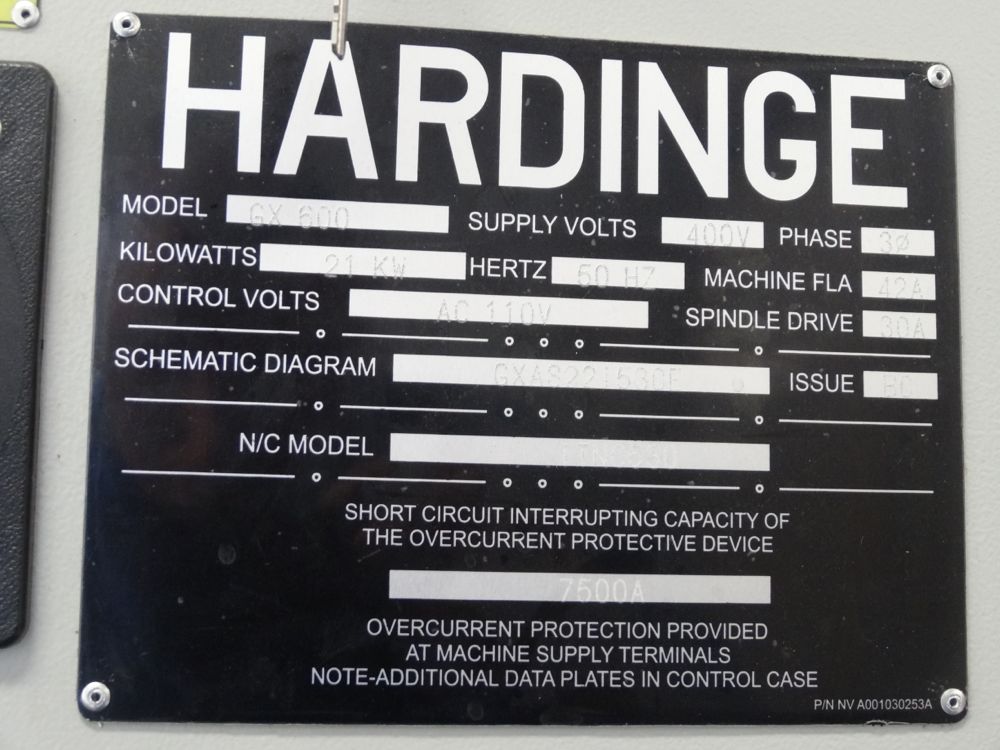 HARDINGE
MODEL GX 600 SUPPLY VOLTS 400V PHASE 3ø
KILOWATTS 21 KW HERTZ 50 HZ MACHINE FLA 42A
CONTROL VOLTS AC 110V SPINDLE DRIVE 30A
SCHEMATIC DIAGRAM ISSUE
N/C MODEL
SHORT CIRCUIT INTERRUPTING CAPACITY OF
THE OVERCURRENT PROTECTIVE DEVICE
7500A
OVERCURRENT PROTECTION PROVIDED
AT MACHINE SUPPLY TERMINALS
NOTE-ADDITIONAL DATA PLATES IN CONTROL CASE
P/N NV A001030253A